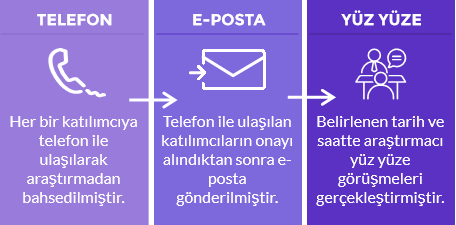 TELEFON
Her bir katılımcıya
telefon ile
ulaşılarak
araştırmadan
bahsedilmiştir.
E-POSTA
Telefon ile ulaşılan
katılımcıların onayı
alındıktan sonra e-
posta
gönderilmiştir.
YÜZ YÜZE
Belirlenen tarih ve
saatte araştırmacı
yüz yüze
görüşmeleri
gerçekleştirmiştir.